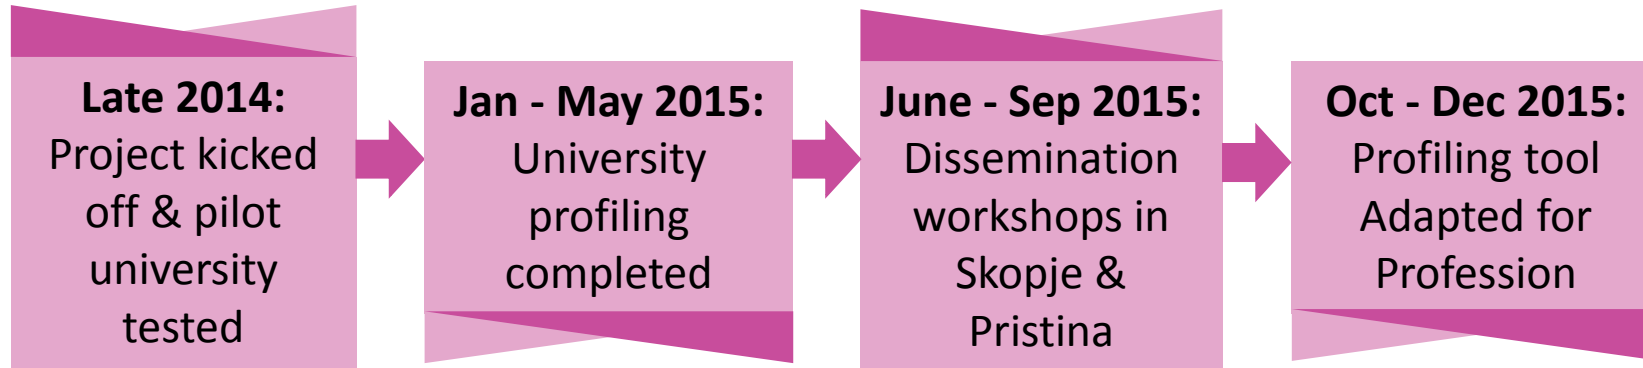 Late 2014:
Project kicked
off & pilot
university
tested
Jan - May 2015:
University
profiling
completed
June - Sep 2015:
Dissemination
workshops in
Skopje &
Pristina
Oct - Dec 2015:
Profiling tool
Adapted for
Profession